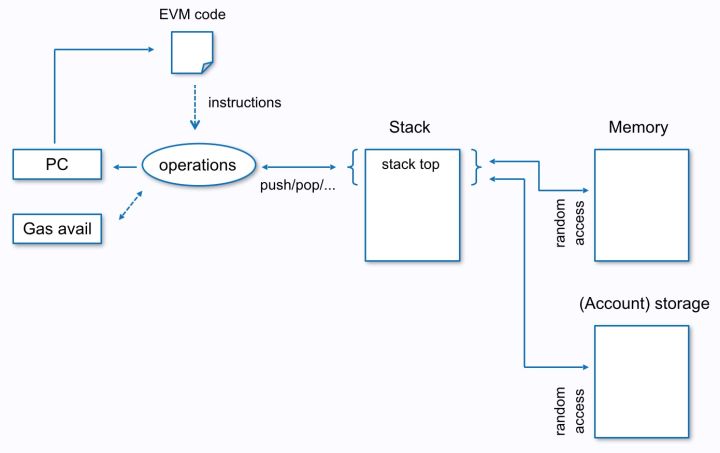 EVM code
instructions
Stack
Memory
PC
operations
stack top
push/pop/...
random
access
Gas avail
(Account) storage
random
access